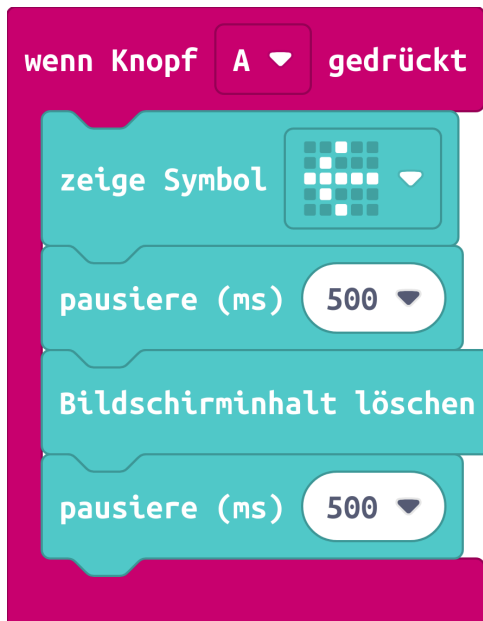 wenn Knopf A gedrückt
zeige Symbol
pausiere (ms) 500
Bildschirminhalt löschen
pausiere (ms) 500